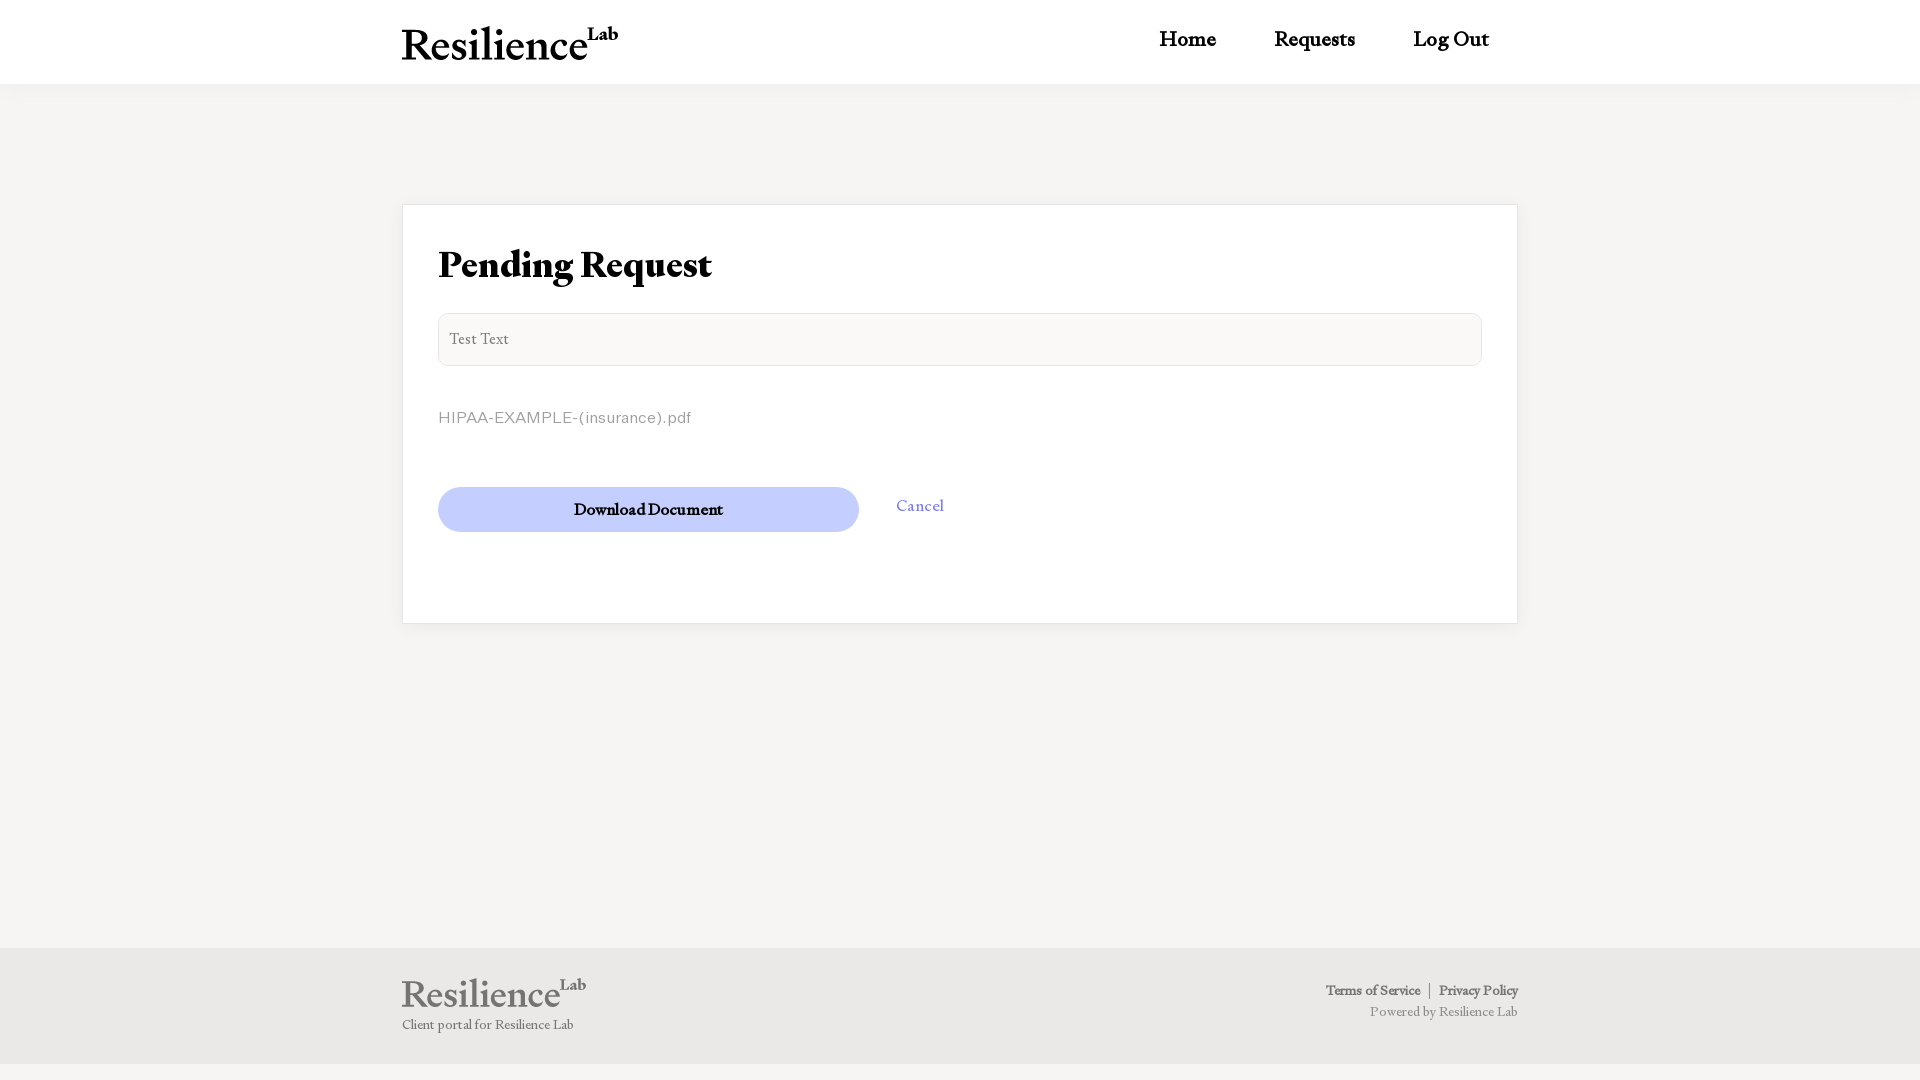 ResilienceLab
Home Requests Log Out
Pending Request
Test Text
HIPAA-EXAMPLE-(insurance).pdf
Download Document Cancel
ResilienceLab
Client portal for Resilience Lab
Terms of Service | Privacy Policy
Powered by Resilience Lab